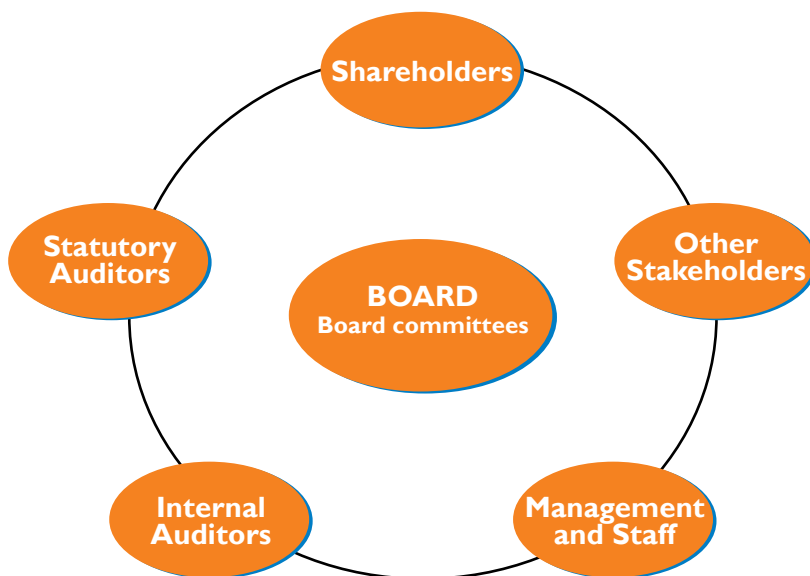 Shareholders
Statutory
Auditors
Other
Stakeholders
BOARD
Board committees
Internal
Auditors
Management
and Staff